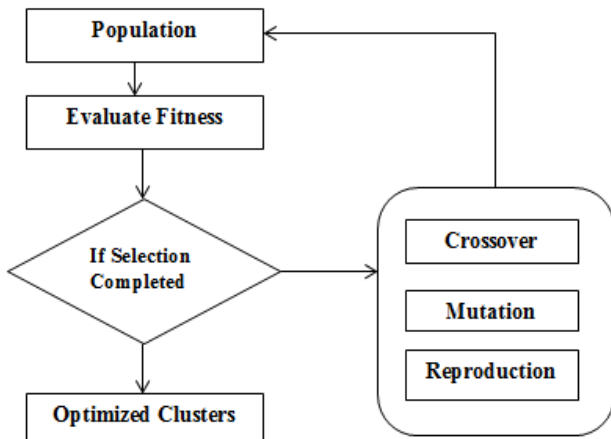 Population
Evaluate Fitness
If Selection
Completed
Crossover
Mutation
Reproduction
Optimized Clusters